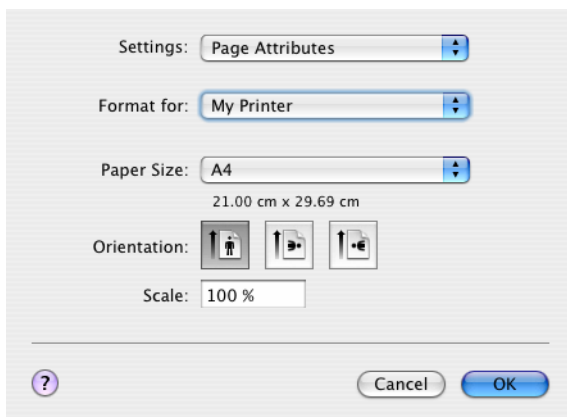 Settings: Page Attributes
Format for: My Printer
Paper Size: A4
21.00 cm x 29.69 cm
Orientation:
Scale: 100 %
? Cancel OK